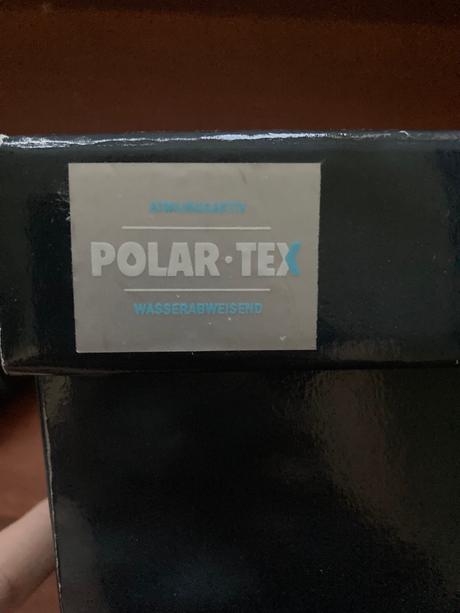 ATMUNGSAKTIV
POLAR·TEX
WASSERABWEISEND